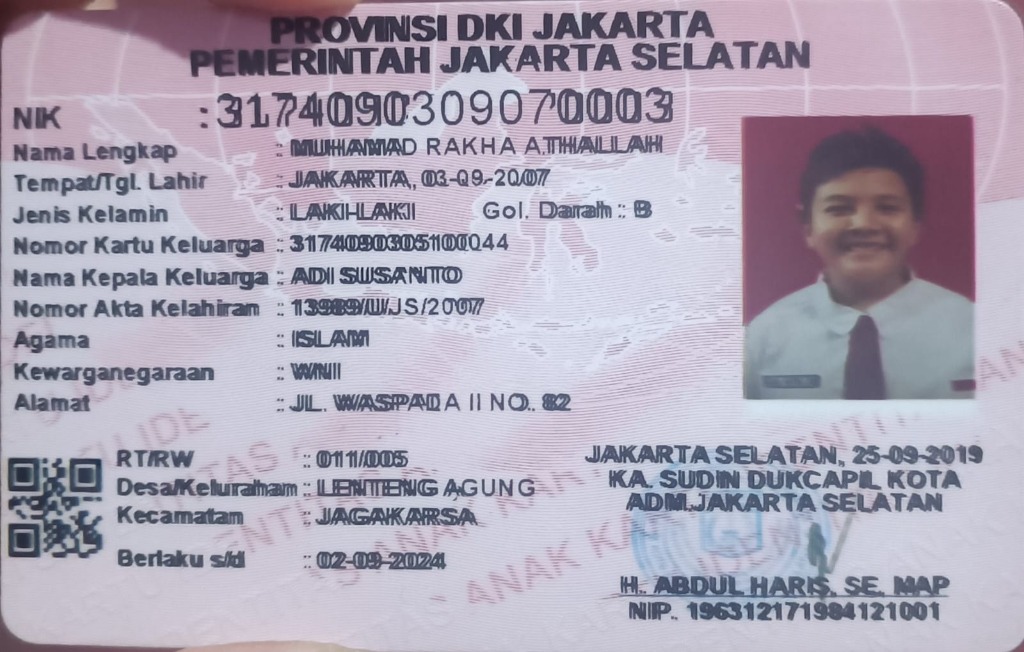 PROVINSI DKI JAKARTA
PEMERINTAH JAKARTA SELATAN
NIK : 3174090309070003
Nama Lengkap : MUHAMAD RAKHA ATHALLAH
Tempat/Tgl. Lahir : JAKARTA, 03-09-2007
Jenis Kelamin : LAKI-LAKI Gol. Darah : B
Nomor Kartu Keluarga : 3174090305100044
Nama Kepala Keluarga : ADI SUSANTO
Nomor Akta Kelahiran : 13989/U/JS/2007
Agama : ISLAM
Kewarganegaraan : WNI
Alamat : JL. WASPADA II NO. 82
RT/RW : 011/005
Desa/Kelurahan : LENTENG AGUNG
Kecamatan : JAGAKARSA
Berlaku s/d : 02-09-2024
JAKARTA SELATAN, 25-09-2019
KA. SUDIN DUKCAPIL KOTA
ADM.JAKARTA SELATAN
H. ABDUL HARIS, SE. MAP
NIP. 196312171984121001